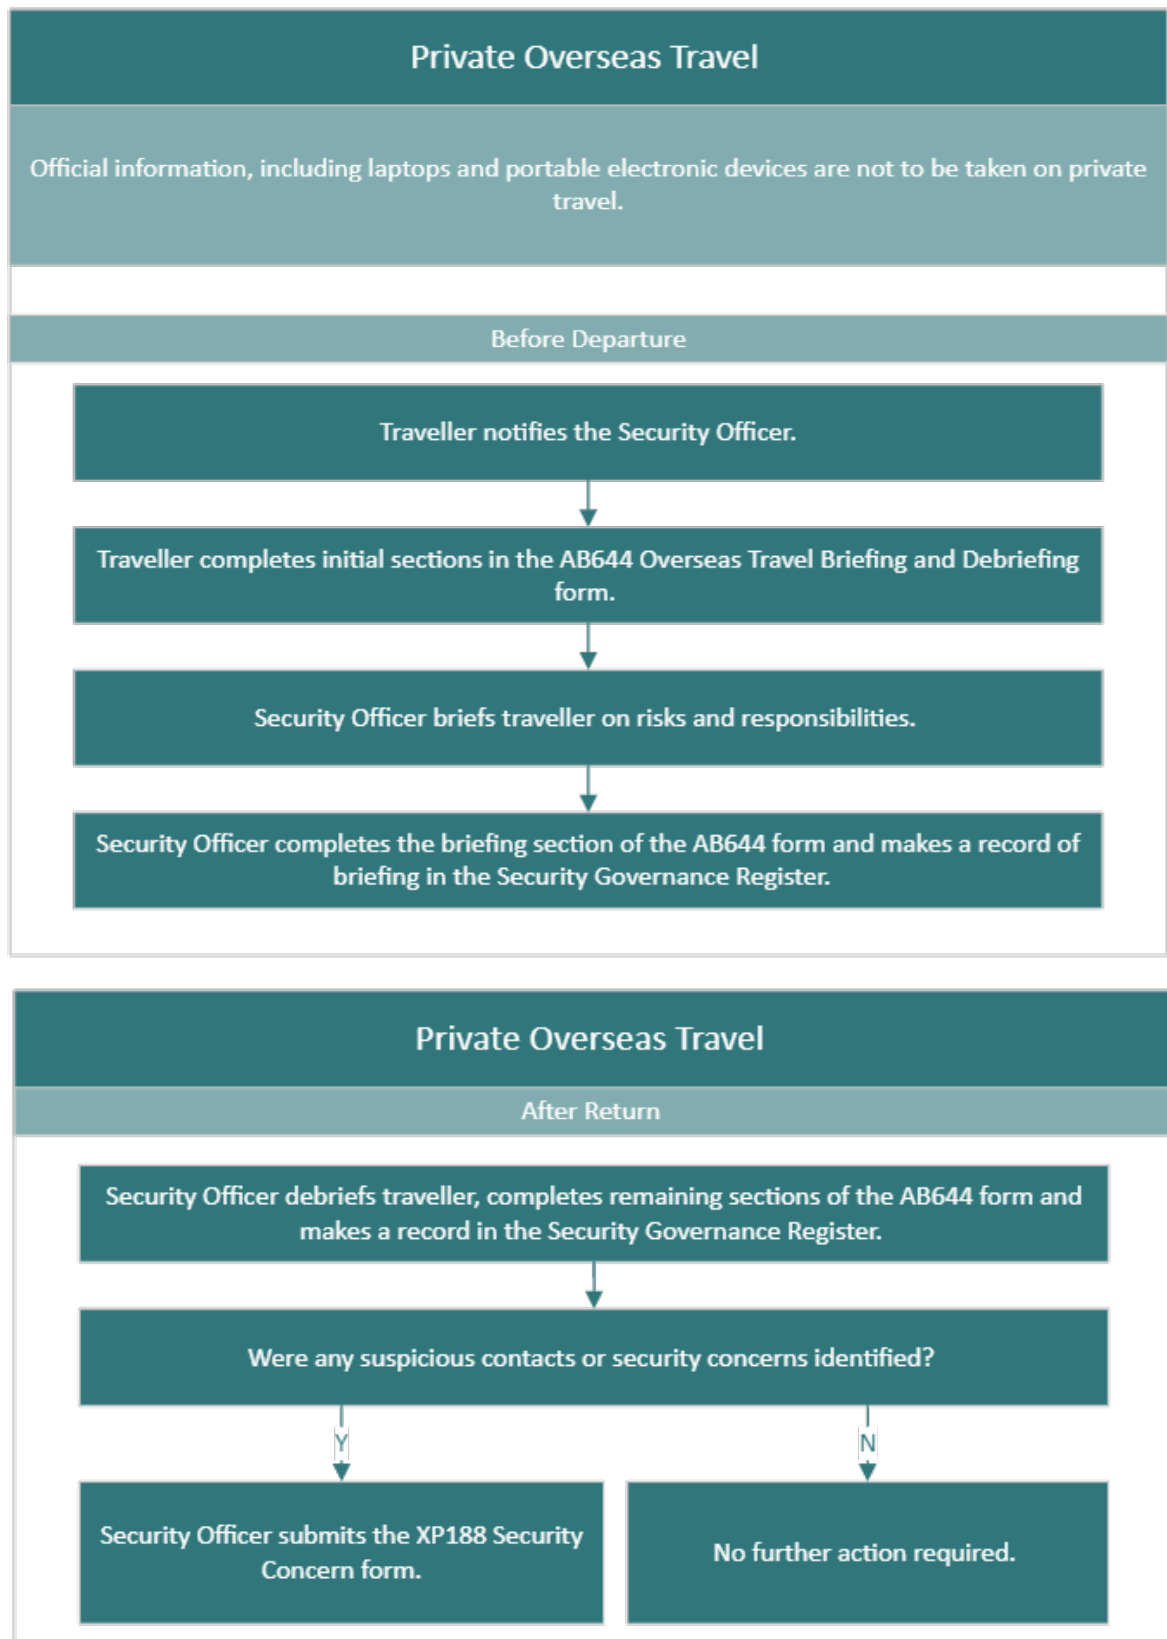 Private Overseas Travel
Official information, including laptops and portable electronic devices are not to be taken on private
travel.
Before Departure
Traveller notifies the Security Officer.
Traveller completes initial sections in the AB644 Overseas Travel Briefing and Debriefing
form.
Security Officer briefs traveller on risks and responsibilities.
Security Officer completes the briefing section of the AB644 form and makes a record of
briefing in the Security Governance Register.
Private Overseas Travel
After Return
Security Officer debriefs traveller, completes remaining sections of the AB644 form and
makes a record in the Security Governance Register.
Were any suspicious contacts or security concerns identified?
Y
N
Security Officer submits the XP188 Security
Concern form.
No further action required.